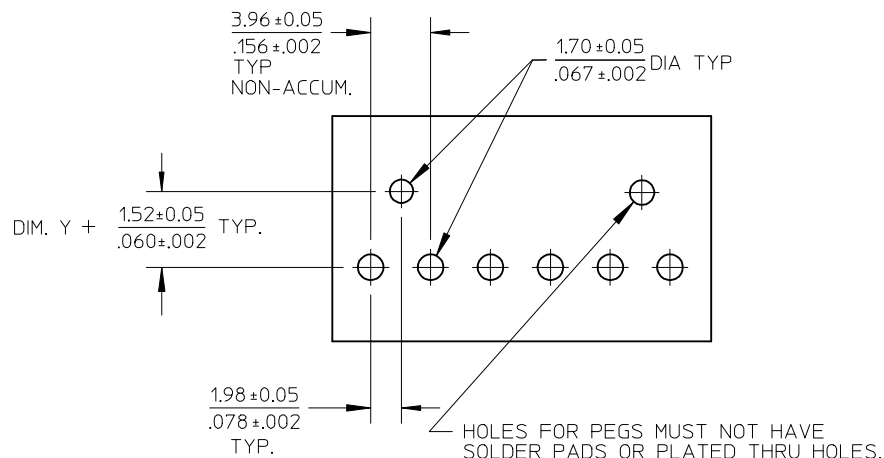 3.96±0.05
.156±.002
TYP
NON-ACCUM.
1.70±0.05
.067±.002 DIA TYP
DIM. Y + 1.52±0.05 TYP.
.060±.002
1.98±0.05
.078±.002
TYP.
HOLES FOR PEGS MUST NOT HAVE
SOLDER PADS OR PLATED THRU HOLES.